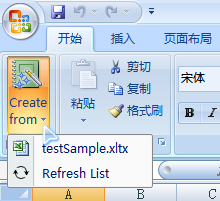 开始 插入 页面布局
Create from
粘贴
剪切
复制
格式刷
宋体
B I
testSample.xltx
Refresh List
A B C